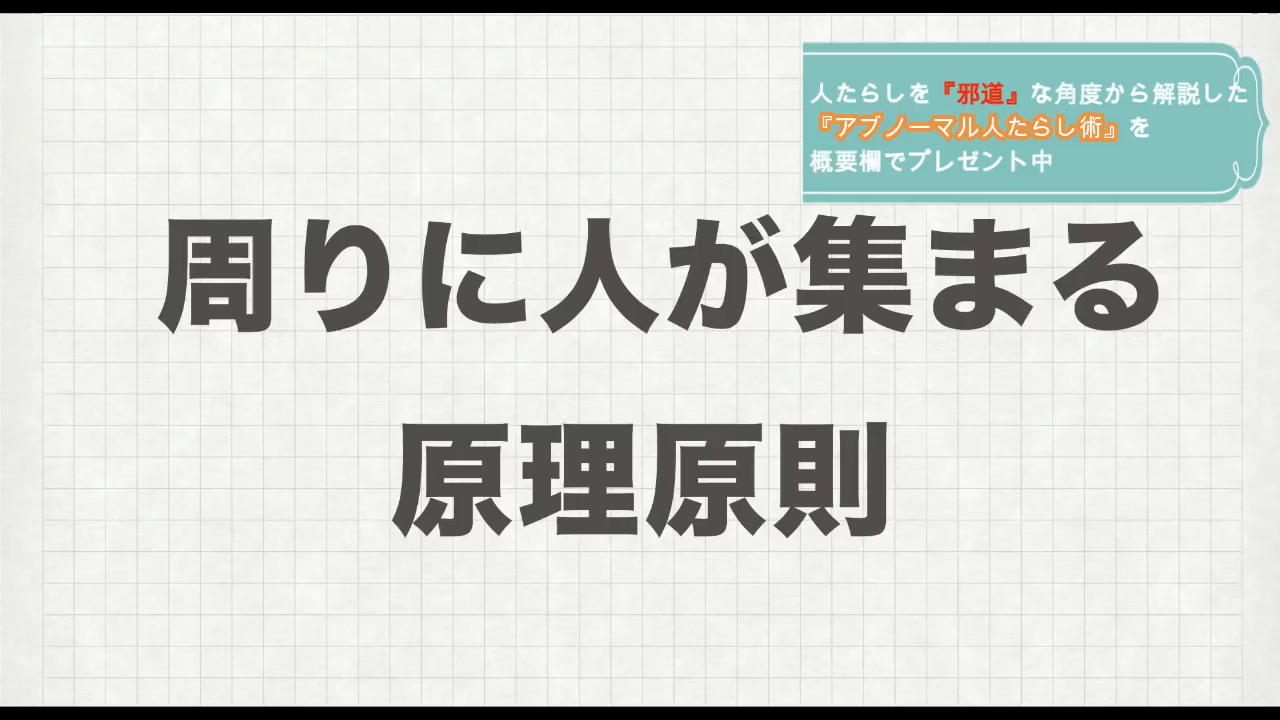 人たらしを『邪道』な角度から解説した
『アブノーマル人たらし術』を
概要欄でプレゼント中
周りに人が集まる
原理原則